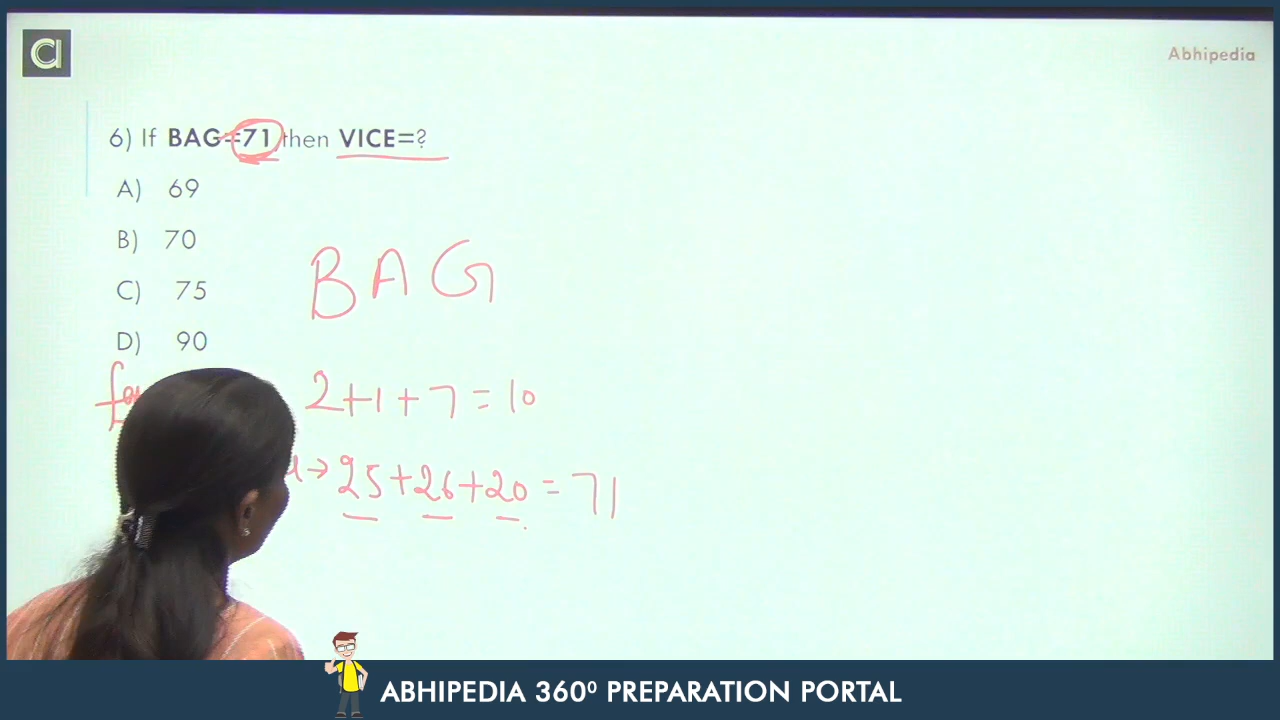 Abhipedia
6) If BAG=71, then VICE=?
A) 69
B) 70
C) 75
D) 90
BAG
2+1+7=10
→ 25+26+20=71
ABHIPEDIA 360⁰ PREPARATION PORTAL